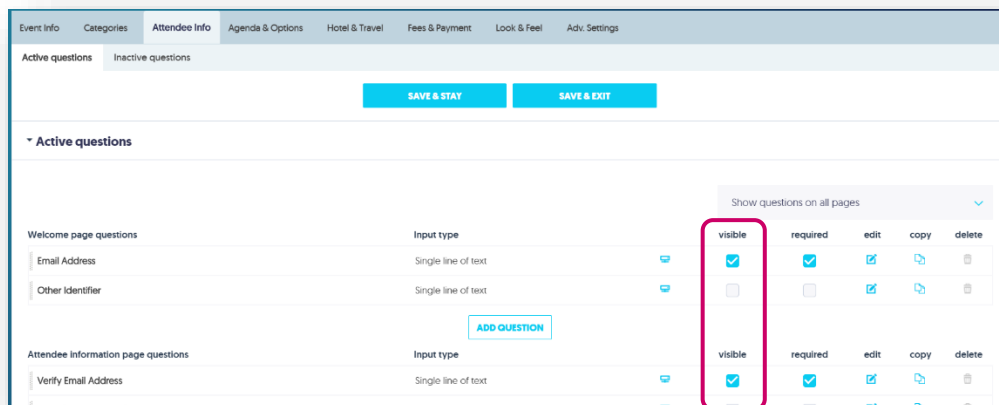 Event Info Categories Attendee Info Agenda & Options Hotel & Travel Fees & Payment Look & Feel Adv. Settings
Active questions Inactive questions
SAVE & STAY SAVE & EXIT
Active questions
Show questions on all pages
Welcome page questions Input type visible required edit copy delete
Email Address Single line of text
Other Identifier Single line of text
ADD QUESTION
Attendee information page questions Input type visible required edit copy delete
Verify Email Address Single line of text